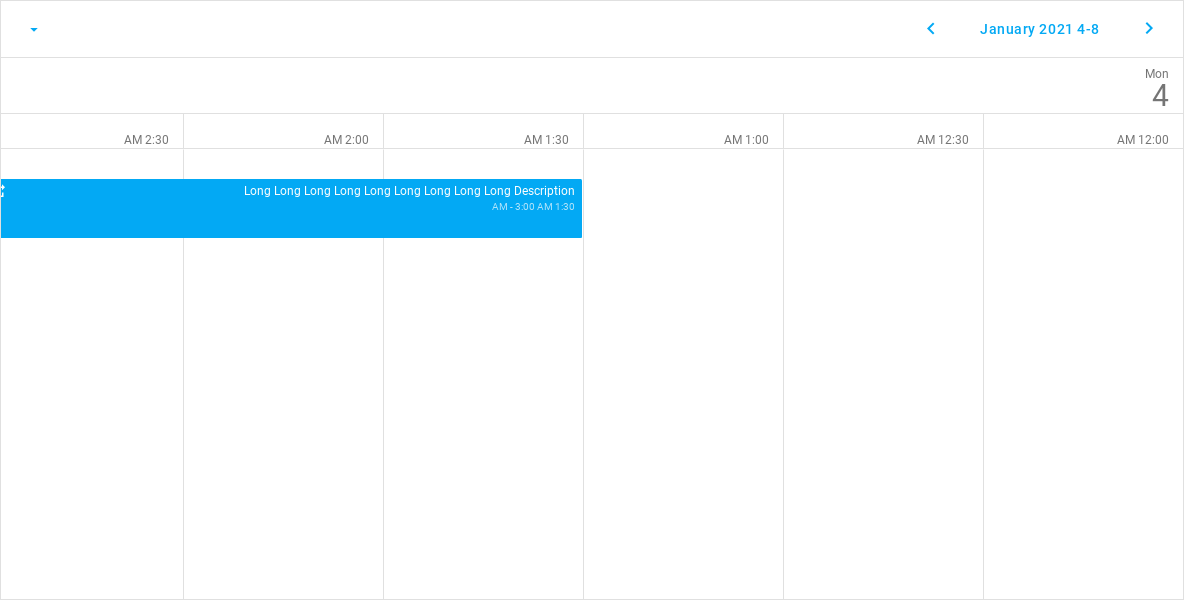 January 2021 4-8
Mon
4
AM 2:30 AM 2:00 AM 1:30 AM 1:00 AM 12:30 AM 12:00
Long Long Long Long Long Long Long Long Long Description
AM - 3:00 AM 1:30